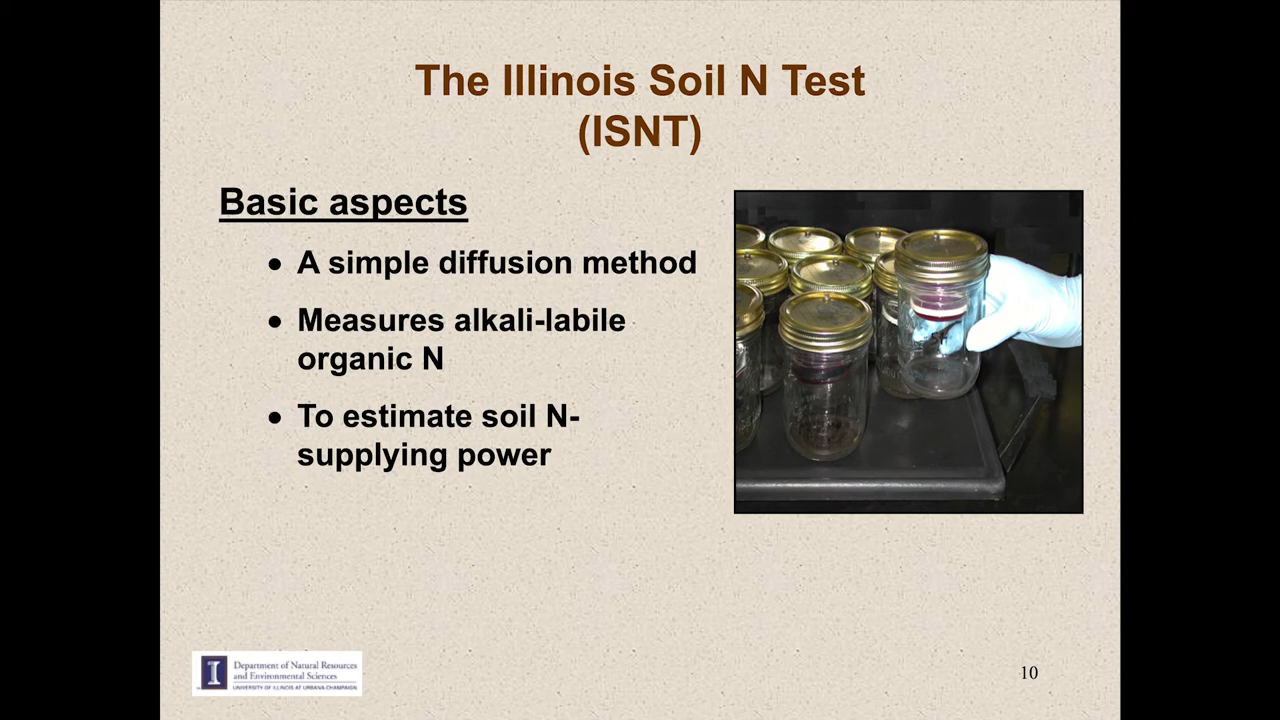 The Illinois Soil N Test
(ISNT)
Basic aspects
• A simple diffusion method
• Measures alkali-labile
organic N
• To estimate soil N-
supplying power
I
Department of Natural Resources
and Environmental Sciences
UNIVERSITY OF ILLINOIS AT URBANA-CHAMPAIGN
10